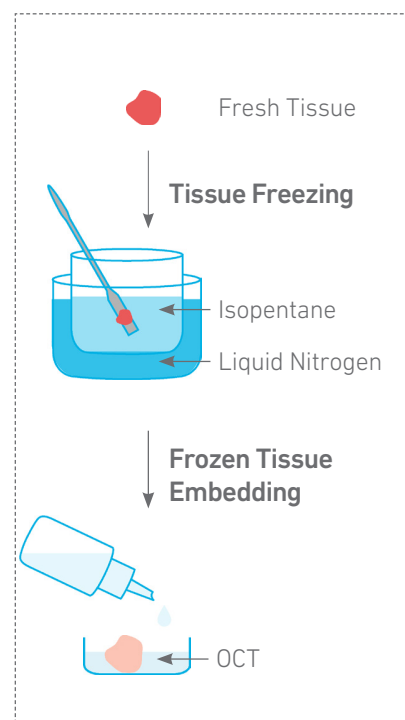 Fresh Tissue
Tissue Freezing
Isopentane
Liquid Nitrogen
Frozen Tissue
Embedding
OCT